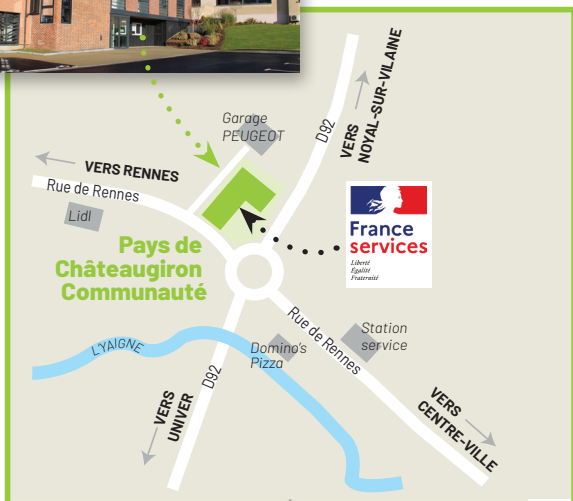 Garage
PEUGEOT
D92
VERS
NOYAL-SUR-VILAINE
VERS RENNES
Rue de Rennes
Lidl
France
services
Liberté
Égalité
Fraternité
Pays de
Châteaugiron
Communauté
Rue de Rennes
Station
service
L'YAIGNE
Domino's
Pizza
D92
VERS
UNIVER
VERS
CENTRE-VILLE